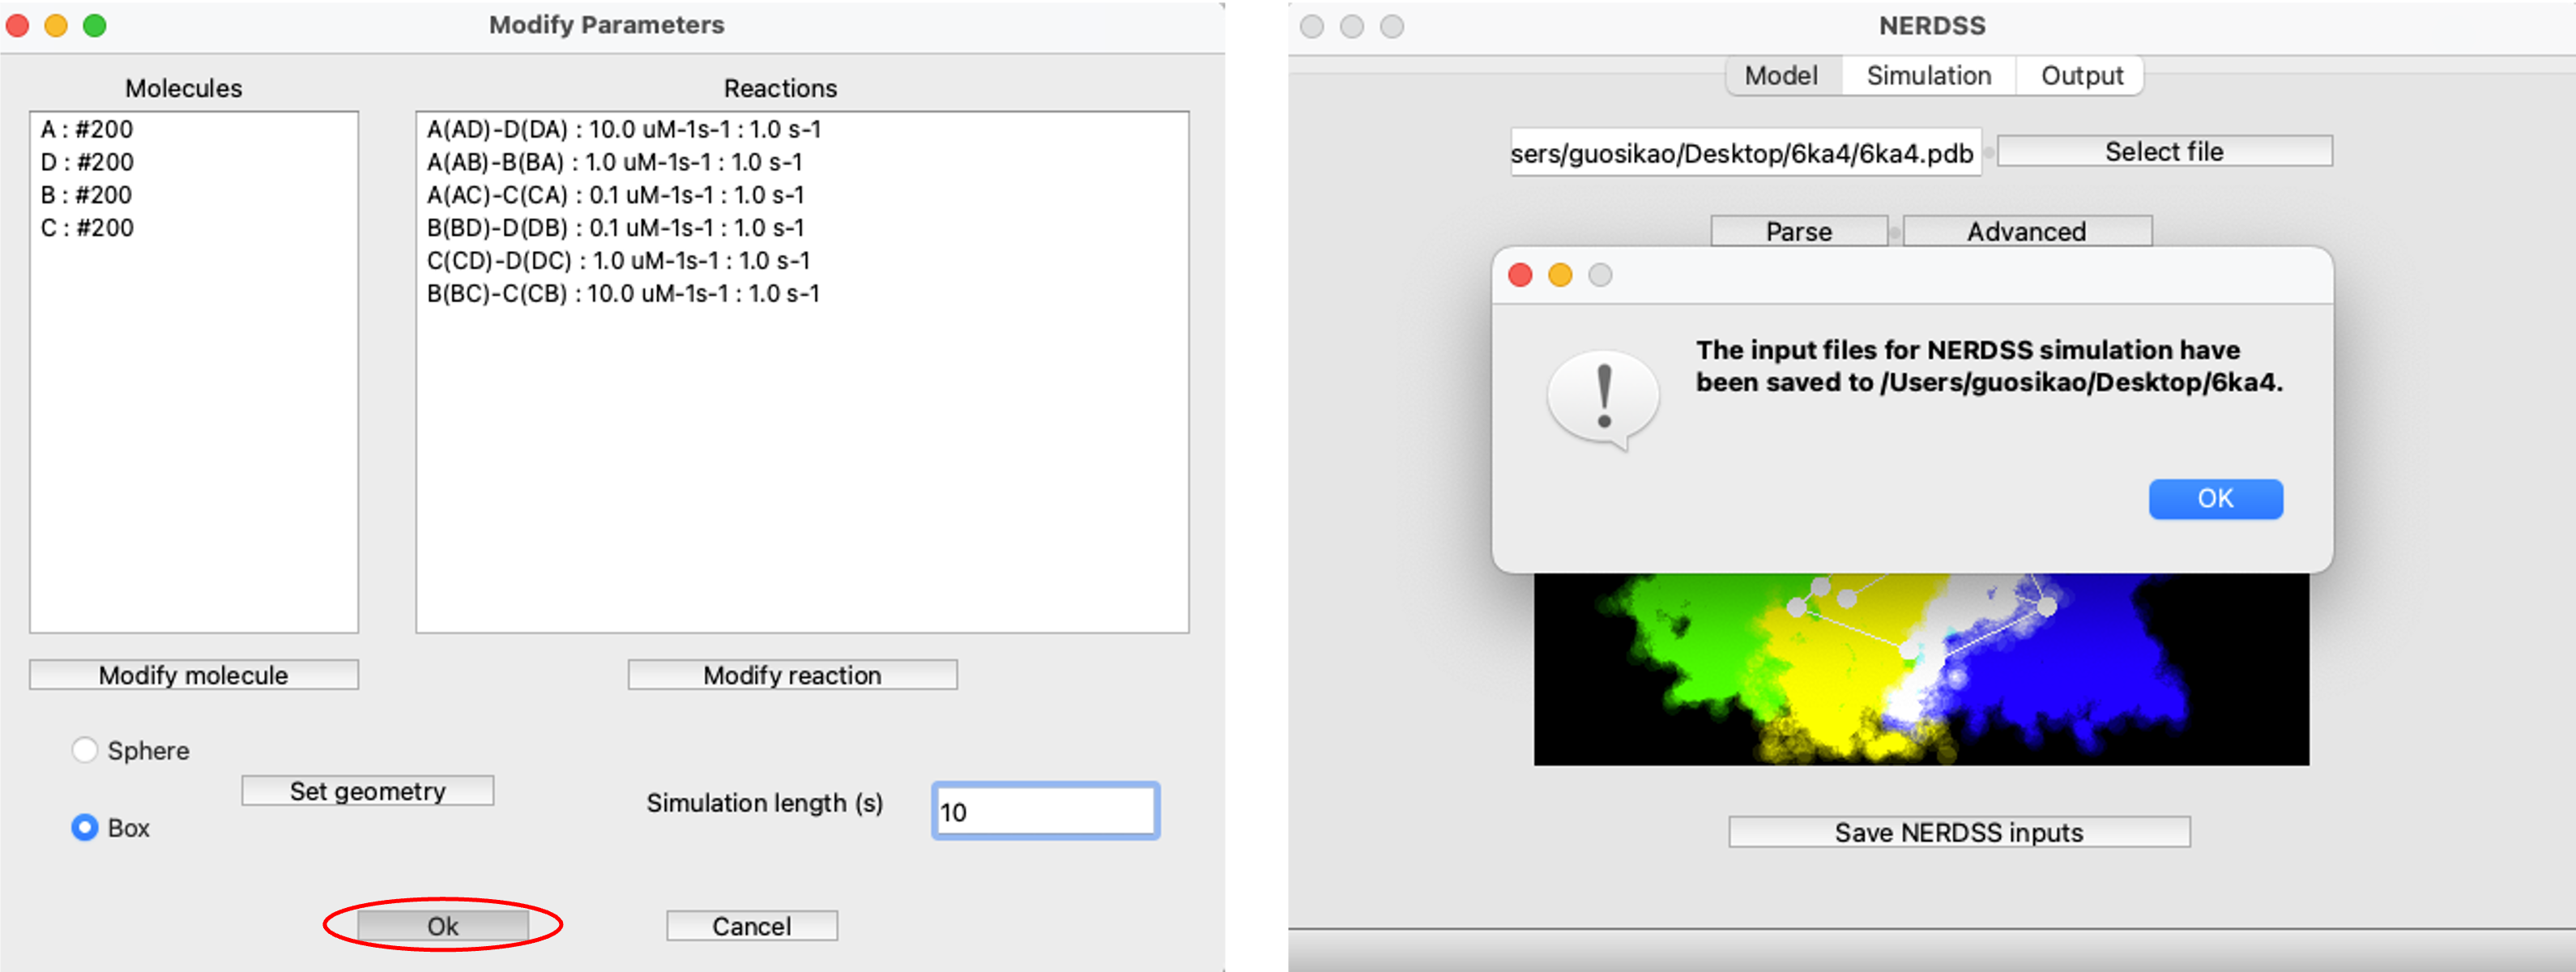 Modify Parameters
Molecules
A : #200
D : #200
B : #200
C : #200
Modify molecule
Reactions
A(AD)-D(DA) : 10.0 uM-1s-1 : 1.0 s-1
A(AB)-B(BA) : 1.0 uM-1s-1 : 1.0 s-1
A(AC)-C(CA) : 0.1 uM-1s-1 : 1.0 s-1
B(BD)-D(DB) : 0.1 uM-1s-1 : 1.0 s-1
C(CD)-D(DC) : 1.0 uM-1s-1 : 1.0 s-1
B(BC)-C(CB) : 10.0 uM-1s-1 : 1.0 s-1
Modify reaction
Sphere
Box
Set geometry
Simulation length (s)
10
Ok
Cancel
NERDSS
Model
Simulation
Output
sers/guosikao/Desktop/6ka4/6ka4.pdb
Select file
Parse
Advanced
The input files for NERDSS simulation have
been saved to /Users/guosikao/Desktop/6ka4.
OK
Save NERDSS inputs